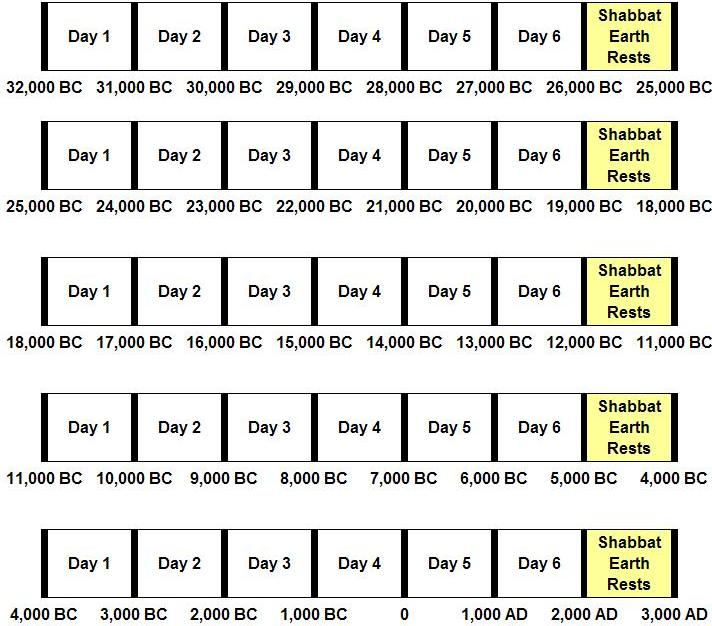 Day 1 Day 2 Day 3 Day 4 Day 5 Day 6 Shabbat
Earth
Rests
32,000 BC 31,000 BC 30,000 BC 29,000 BC 28,000 BC 27,000 BC 26,000 BC 25,000 BC
Day 1 Day 2 Day 3 Day 4 Day 5 Day 6 Shabbat
Earth
Rests
25,000 BC 24,000 BC 23,000 BC 22,000 BC 21,000 BC 20,000 BC 19,000 BC 18,000 BC
Day 1 Day 2 Day 3 Day 4 Day 5 Day 6 Shabbat
Earth
Rests
18,000 BC 17,000 BC 16,000 BC 15,000 BC 14,000 BC 13,000 BC 12,000 BC 11,000 BC
Day 1 Day 2 Day 3 Day 4 Day 5 Day 6 Shabbat
Earth
Rests
11,000 BC 10,000 BC 9,000 BC 8,000 BC 7,000 BC 6,000 BC 5,000 BC 4,000 BC
Day 1 Day 2 Day 3 Day 4 Day 5 Day 6 Shabbat
Earth
Rests
4,000 BC 3,000 BC 2,000 BC 1,000 BC 0 1,000 AD 2,000 AD 3,000 AD